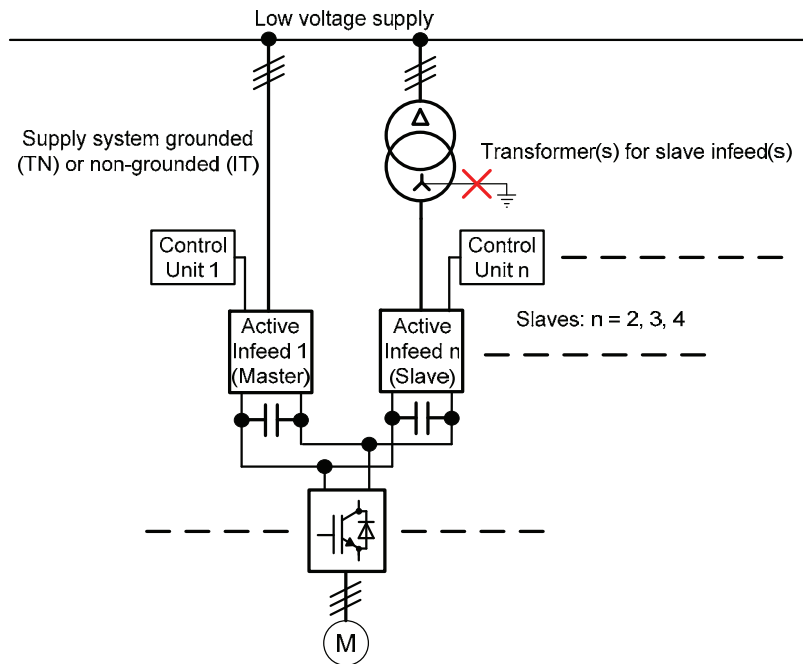 Low voltage supply
Supply system grounded
(TN) or non-grounded (IT)
Δ
Transformer(s) for slave infeed(s)
Control
Unit 1
Control
Unit n
Active
Infeed 1
(Master)
Active
Infeed n
(Slave)
Slaves: n = 2, 3, 4
M